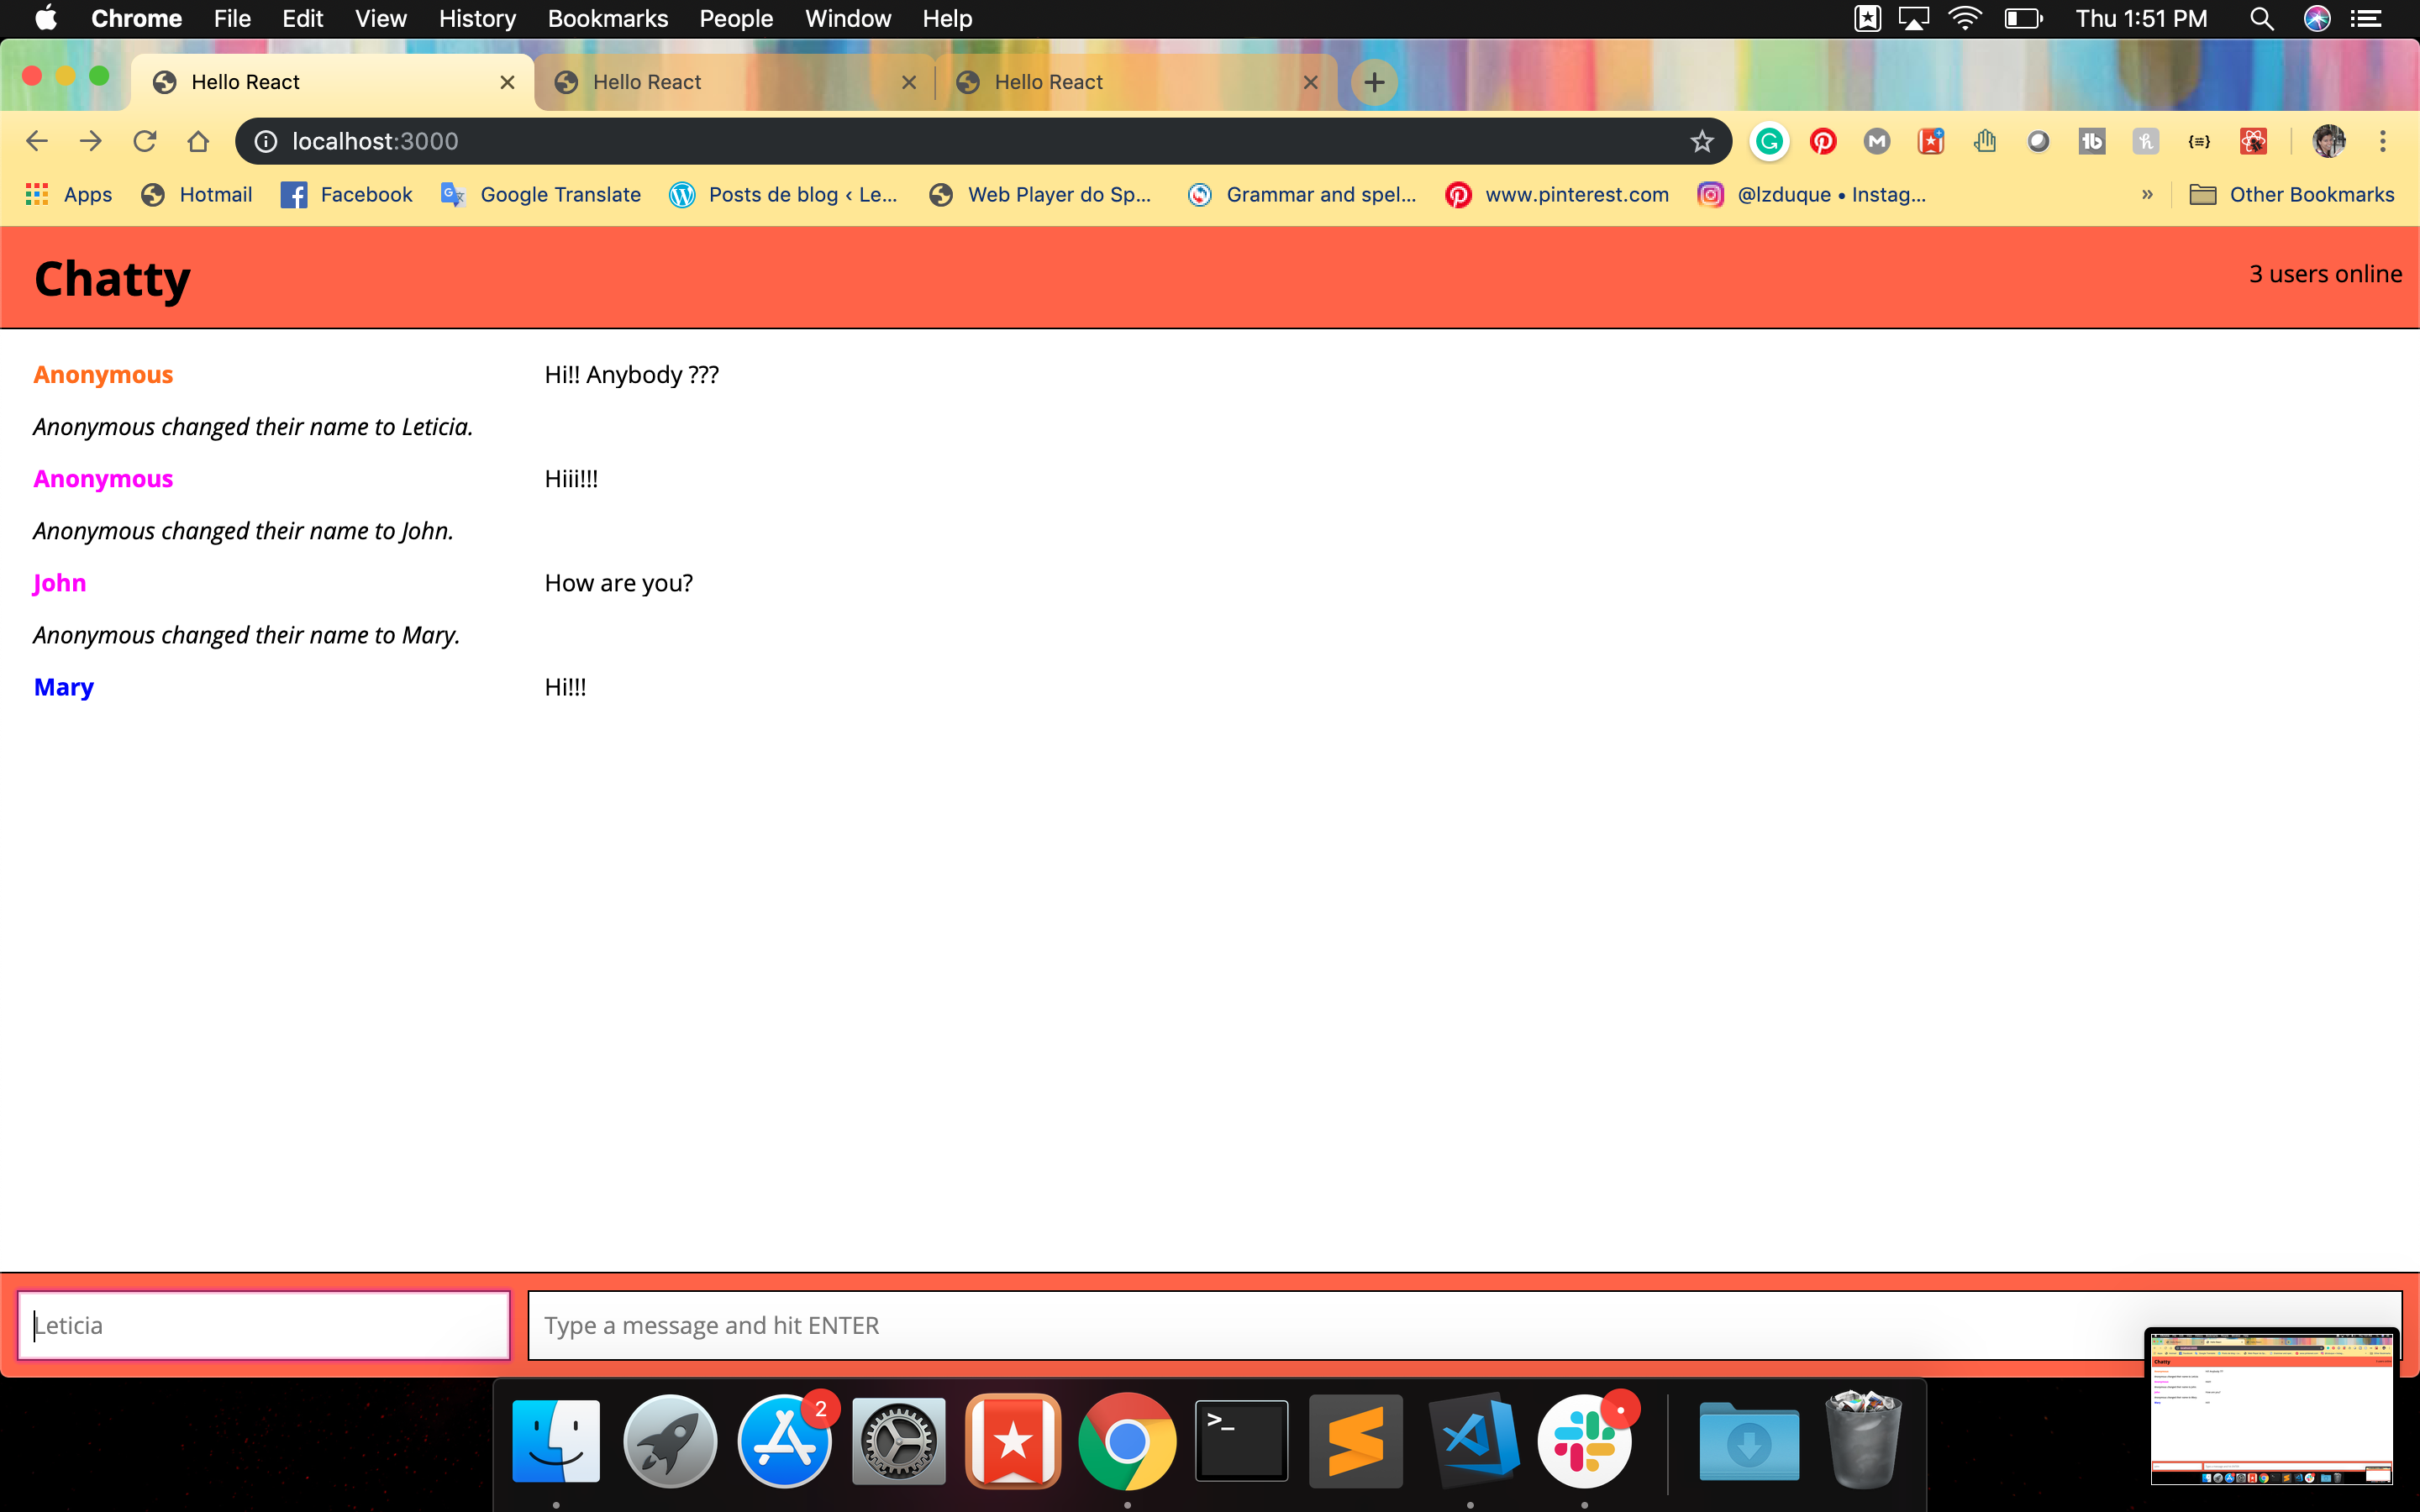 Chrome File Edit View History Bookmarks People Window Help Thu 1:51 PM
Hello React Hello React Hello React
localhost:3000
Apps Hotmail Facebook Google Translate Posts de blog ‹ Le... Web Player do Sp... Grammar and spel... www.pinterest.com @lzduque • Instag... » Other Bookmarks
Chatty 3 users online
Anonymous Hi!! Anybody ???
Anonymous changed their name to Leticia.
Anonymous Hiii!!!
Anonymous changed their name to John.
John How are you?
Anonymous changed their name to Mary.
Mary Hi!!!
Leticia Type a message and hit ENTER
2